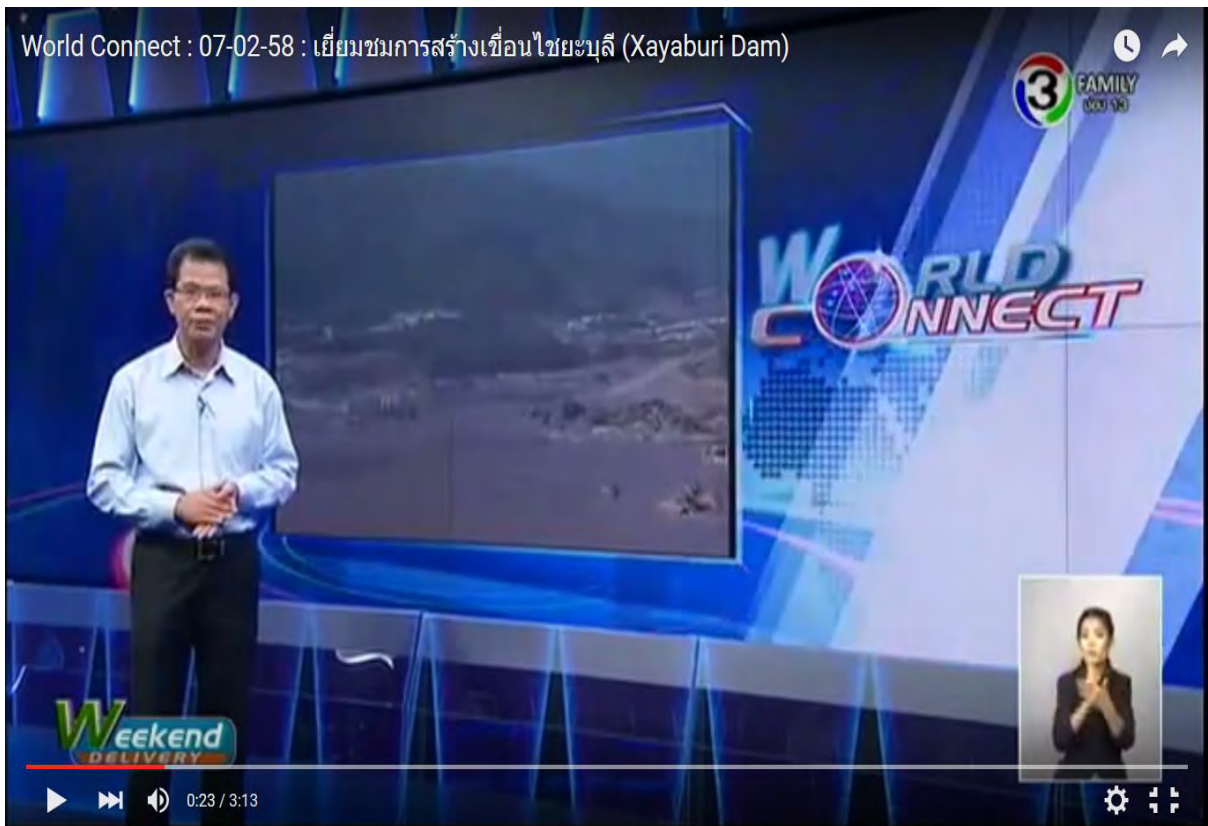 World Connect : 07-02-58 : เยี่ยมชมการสร้างเขื่อนไชยะบุลี (Xayaburi Dam)
3 FAMILY
ช่อง 13
WORLD
CONNECT
Weekend
DELIVERY
0:23 / 3:13